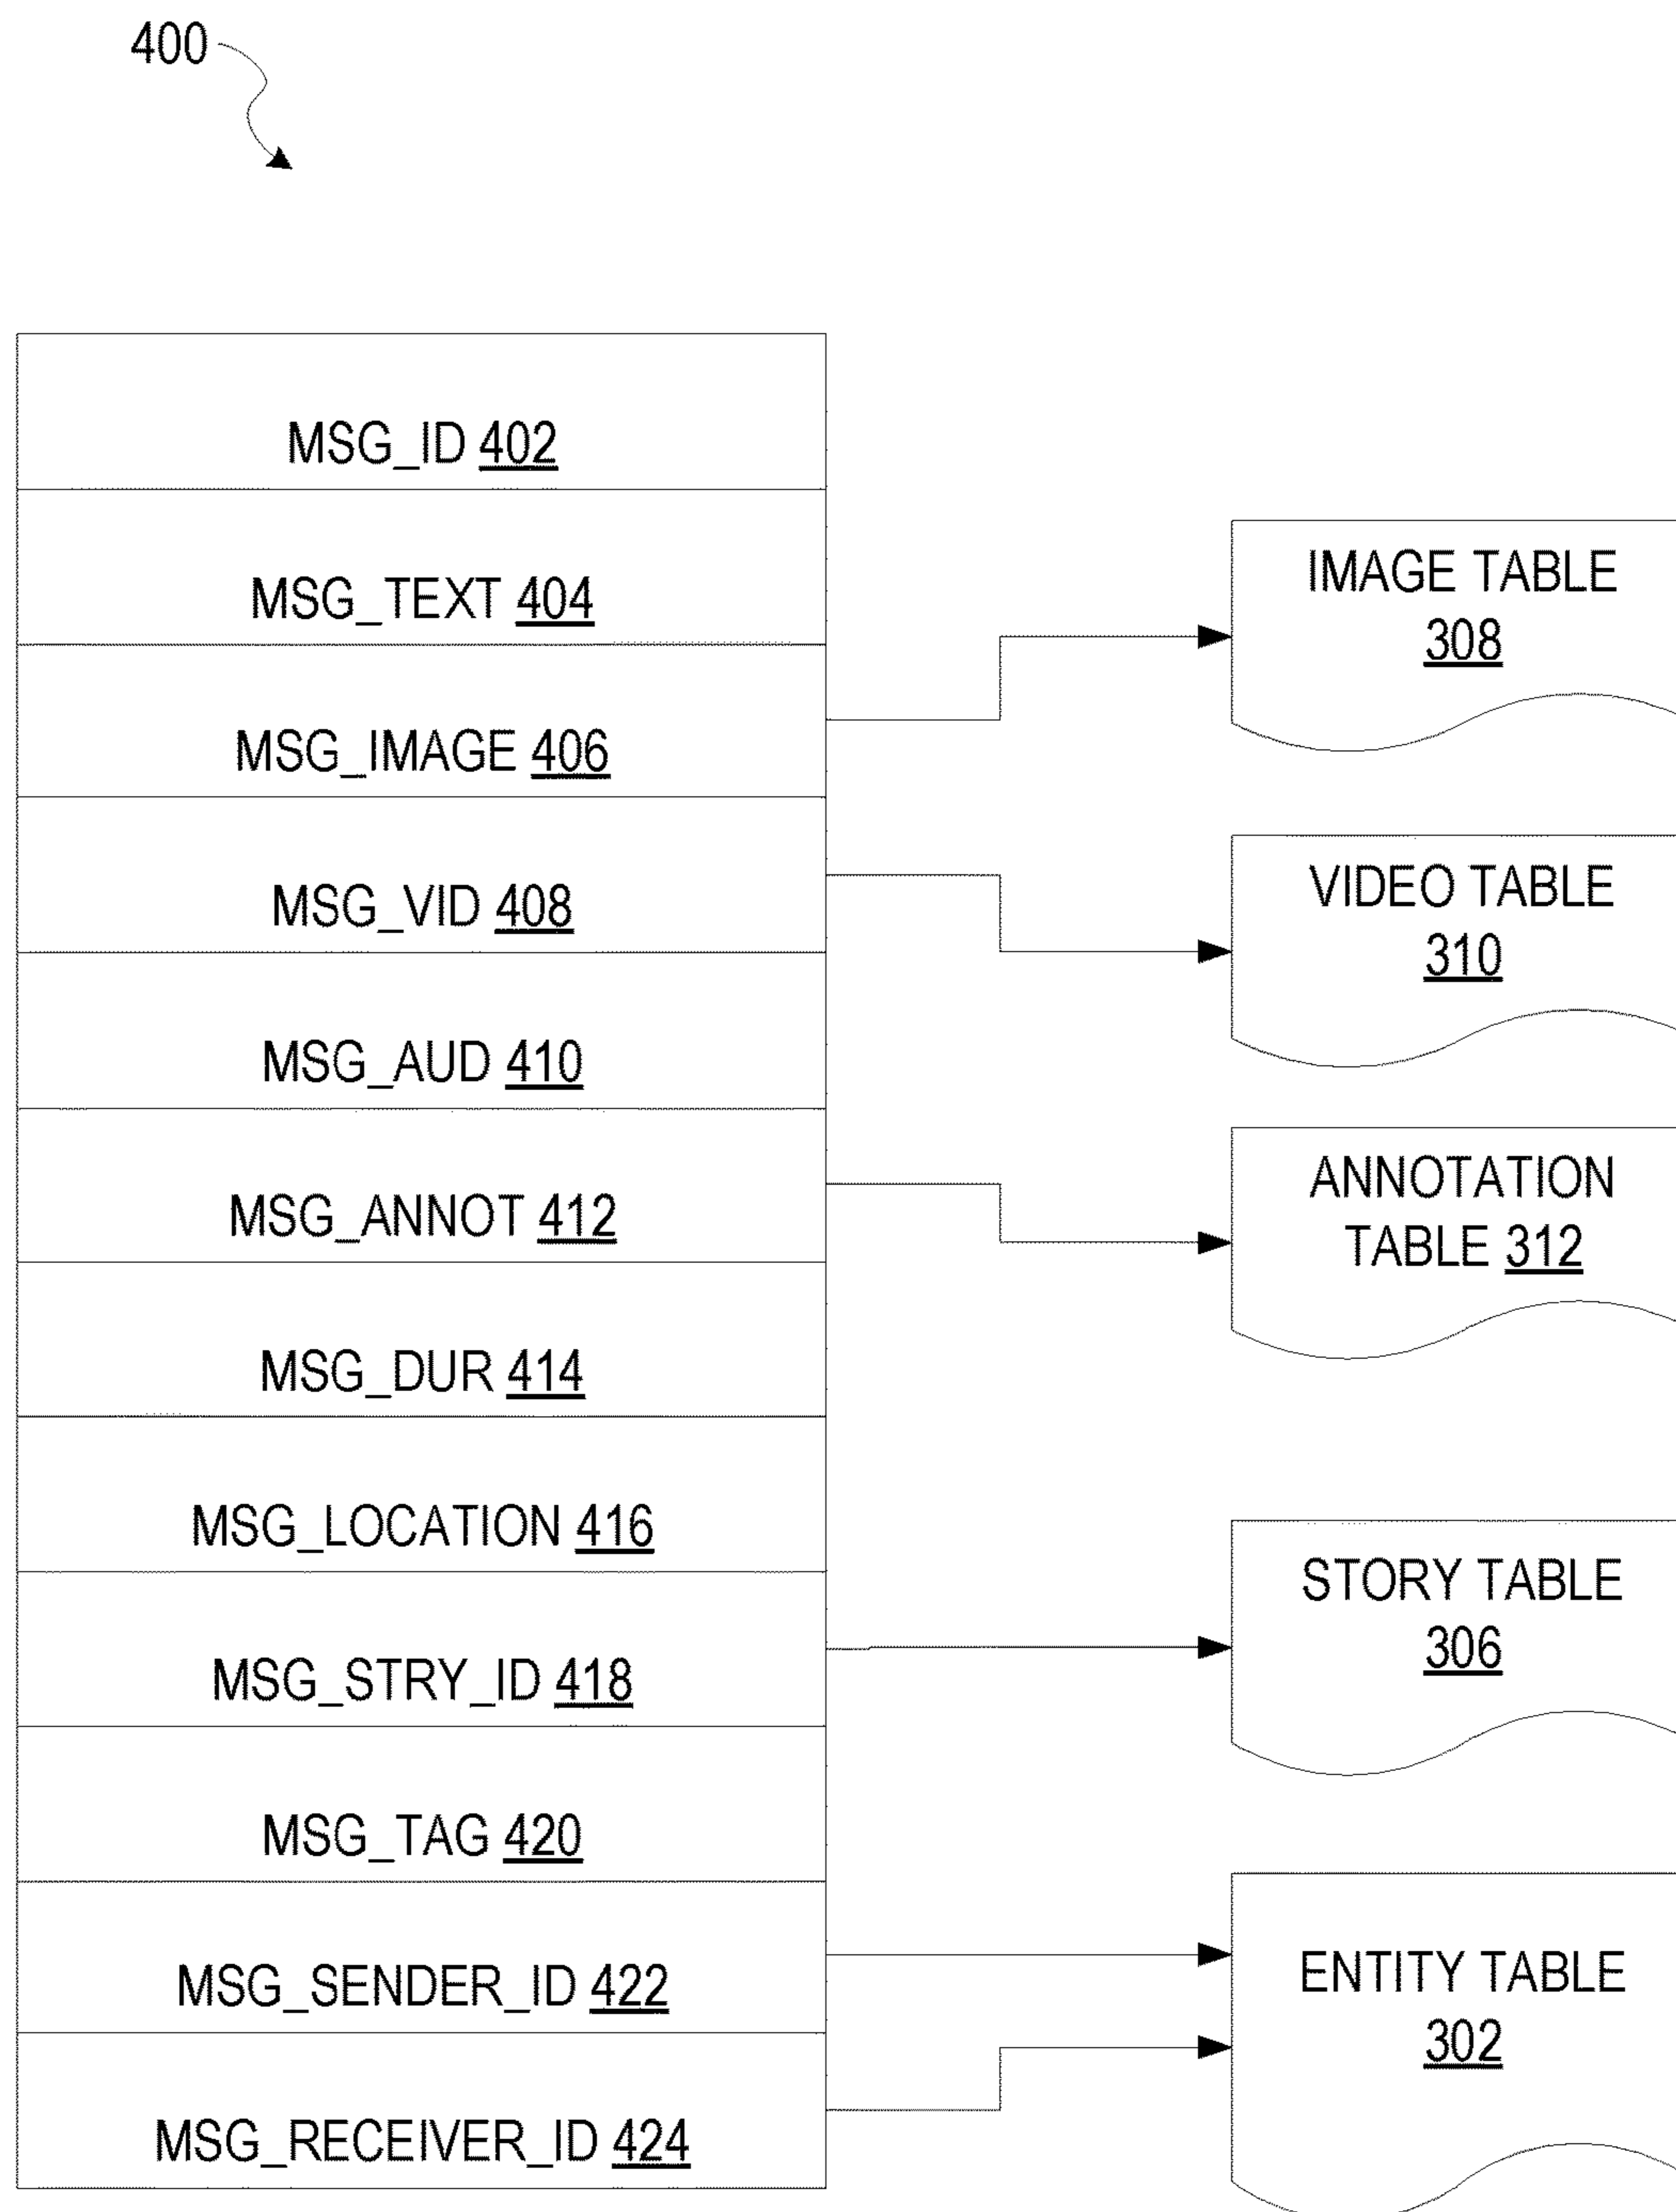 400
MSG_ID 402
MSG_TEXT 404
MSG_IMAGE 406
MSG_VID 408
MSG_AUD 410
MSG_ANNOT 412
MSG_DUR 414
MSG_LOCATION 416
MSG_STRY_ID 418
MSG_TAG 420
MSG_SENDER_ID 422
MSG_RECEIVER_ID 424
IMAGE TABLE
308
VIDEO TABLE
310
ANNOTATION
TABLE 312
STORY TABLE
306
ENTITY TABLE
302